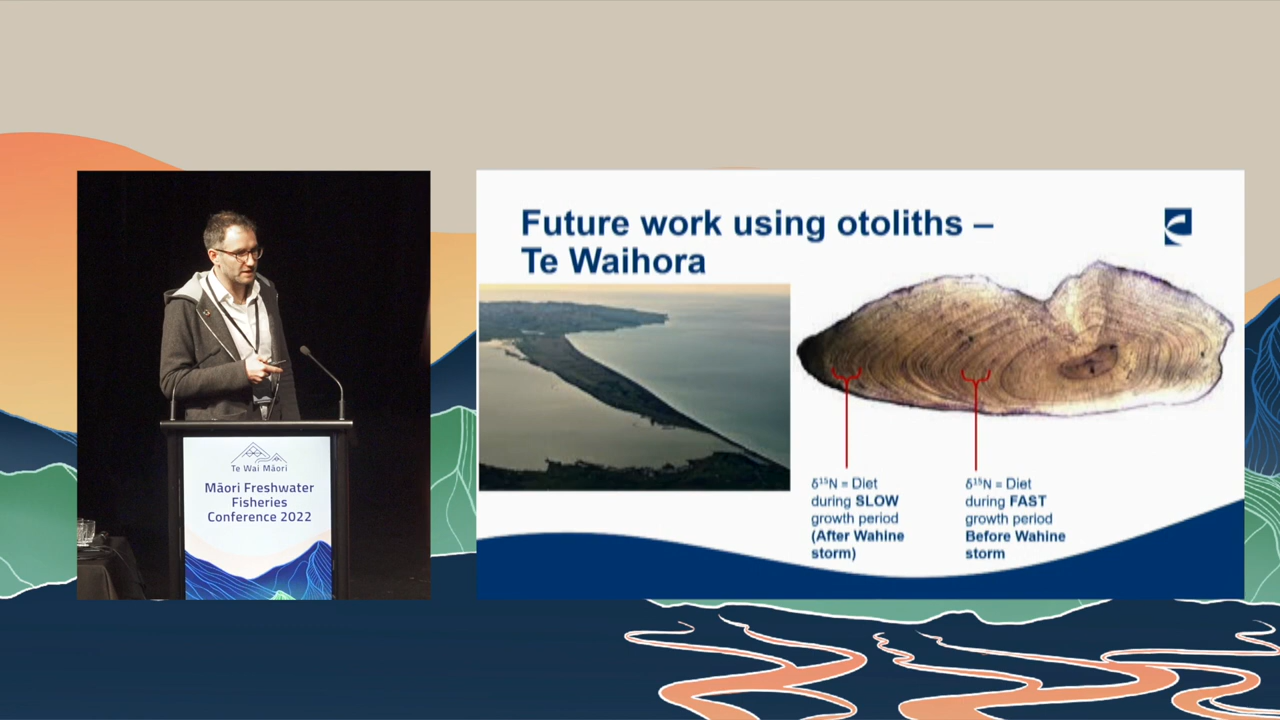 Te Wai Māori
Māori Freshwater
Fisheries
Conference 2022
Future work using otoliths –
Te Waihora
δ¹⁵N = Diet
during SLOW
growth period
(After Wahine
storm)
δ¹⁵N = Diet
during FAST
growth period
Before Wahine
storm